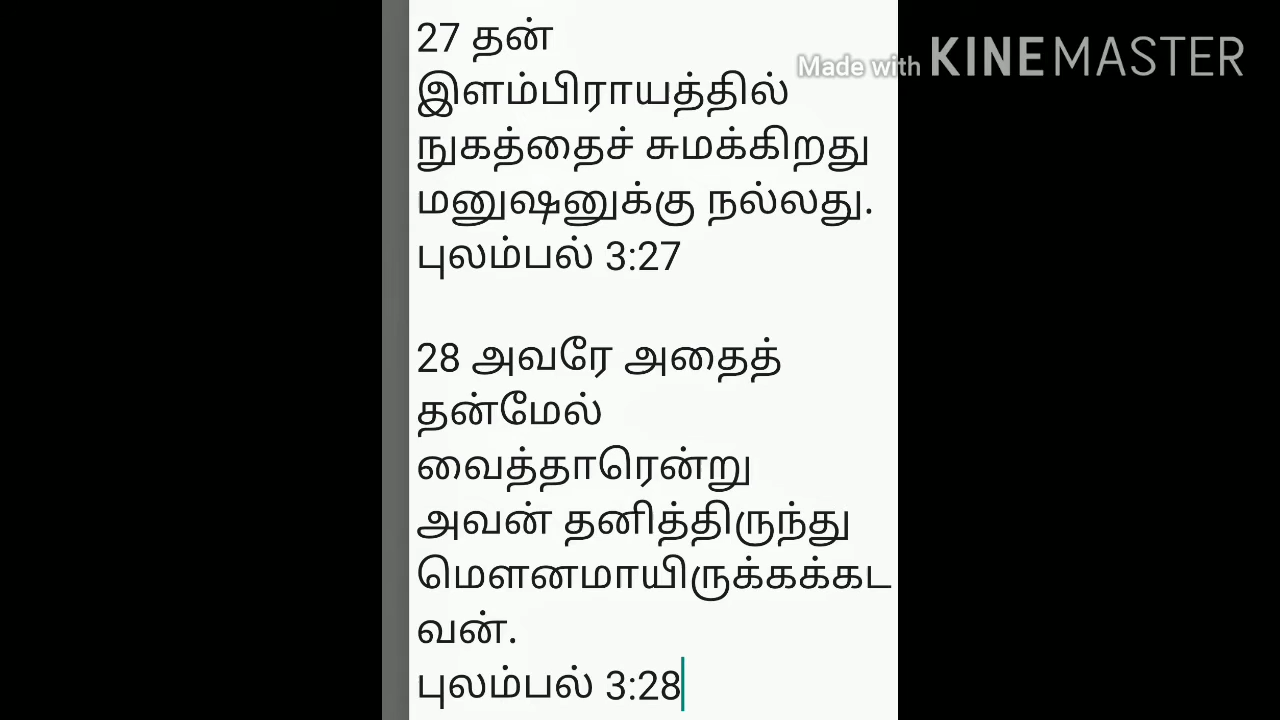 27 தன்
இளம்பிராயத்தில்
நுகத்தைச் சுமக்கிறது
மனுஷனுக்கு நல்லது.
புலம்பல் 3:27
28 அவரே அதைத்
தன்மேல்
வைத்தாரென்று
அவன் தனித்திருந்து
மௌனமாயிருக்கக்கட
வன்.
புலம்பல் 3:28
Made with KINEMASTER